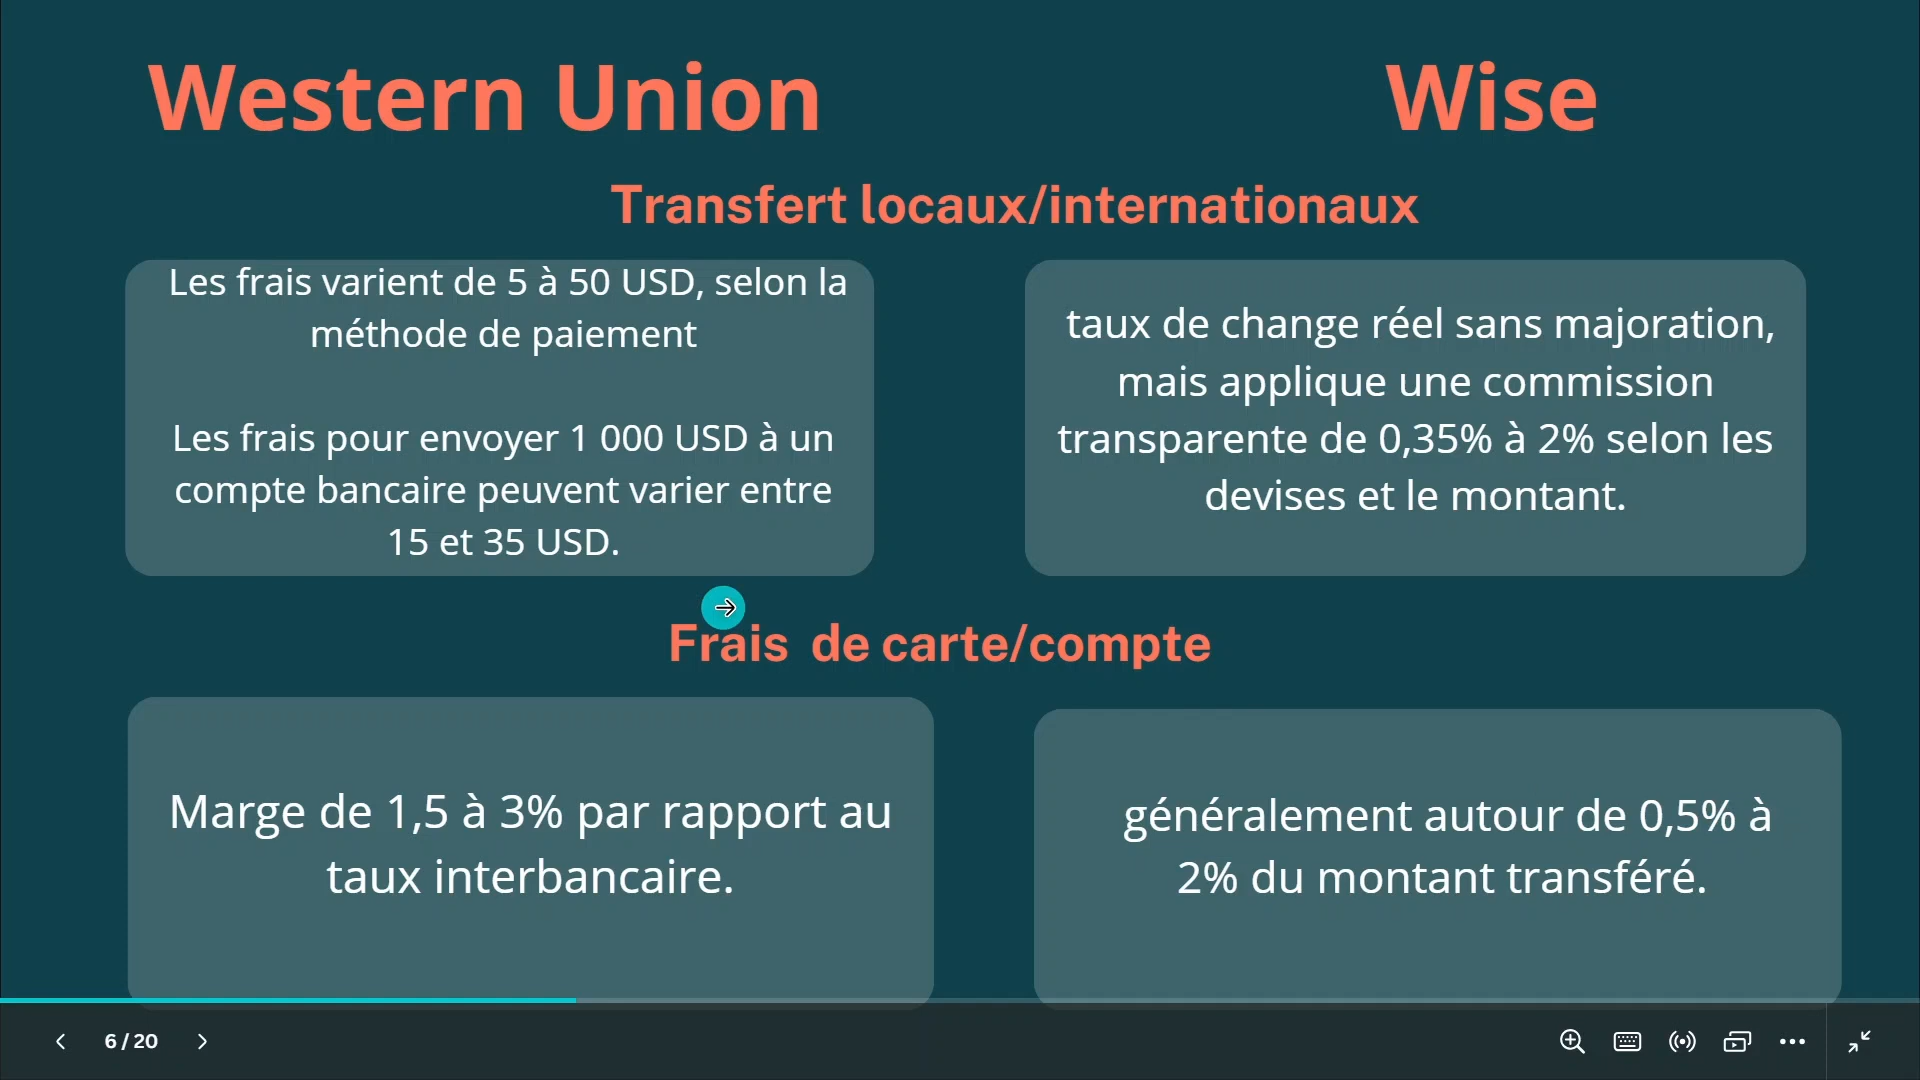 Western Union
Wise
Transfert locaux/internationaux
Les frais varient de 5 à 50 USD, selon la
méthode de paiement
Les frais pour envoyer 1 000 USD à un
compte bancaire peuvent varier entre
15 et 35 USD.
taux de change réel sans majoration,
mais applique une commission
transparente de 0,35% à 2% selon les
devises et le montant.
Frais de carte/compte
Marge de 1,5 à 3% par rapport au
taux interbancaire.
généralement autour de 0,5% à
2% du montant transféré.
6 / 20